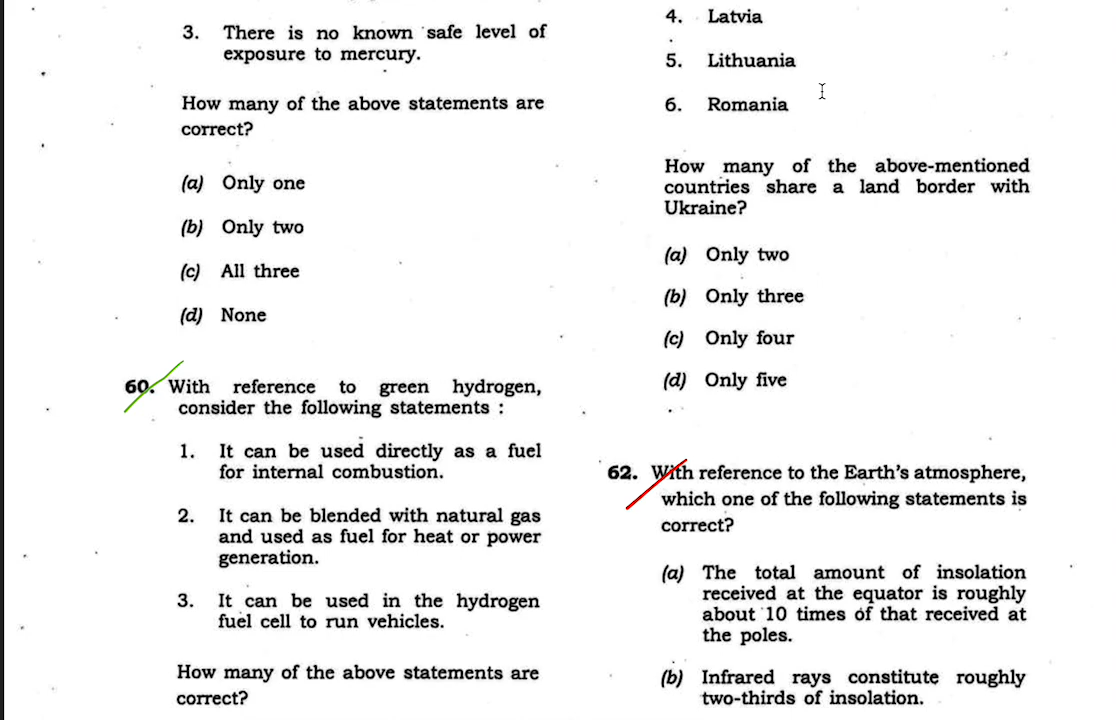 3. There is no known safe level of
exposure to mercury.
How many of the above statements are
correct?
(a) Only one
(b) Only two
(c) All three
(d) None
60. With reference to green hydrogen,
consider the following statements :
1. It can be used directly as a fuel
for internal combustion.
2. It can be blended with natural gas
and used as fuel for heat or power
generation.
3. It can be used in the hydrogen
fuel cell to run vehicles.
How many of the above statements are
correct?
4. Latvia
5. Lithuania
6. Romania
How many of the above-mentioned
countries share a land border with
Ukraine?
(a) Only two
(b) Only three
(c) Only four
(d) Only five
62. With reference to the Earth's atmosphere,
which one of the following statements is
correct?
(a) The total amount of insolation
received at the equator is roughly
about 10 times of that received at
the poles.
(b) Infrared rays constitute roughly
two-thirds of insolation.